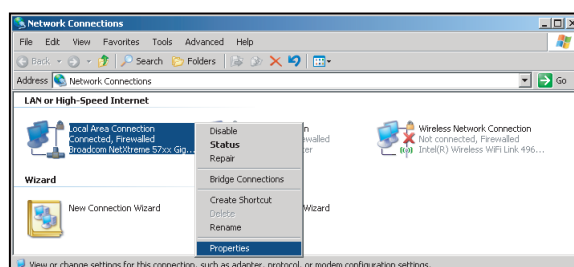 Network Connections
File Edit View Favorites Tools Advanced Help
Back Search Folders
Address Network Connections Go
LAN or High-Speed Internet
Local Area Connection
Connected, Firewalled
Broadcom NetXtreme 57xx Gig...
Disable
Status
Repair
Bridge Connections
Create Shortcut
Delete
Rename
Properties
Wireless Network Connection
Not connected, Firewalled
Intel(R) Wireless WiFi Link 496...
Wizard
New Connection Wizard
Wizard
View or change settings for this connection, such as adapter, protocol, or modem configuration settings.